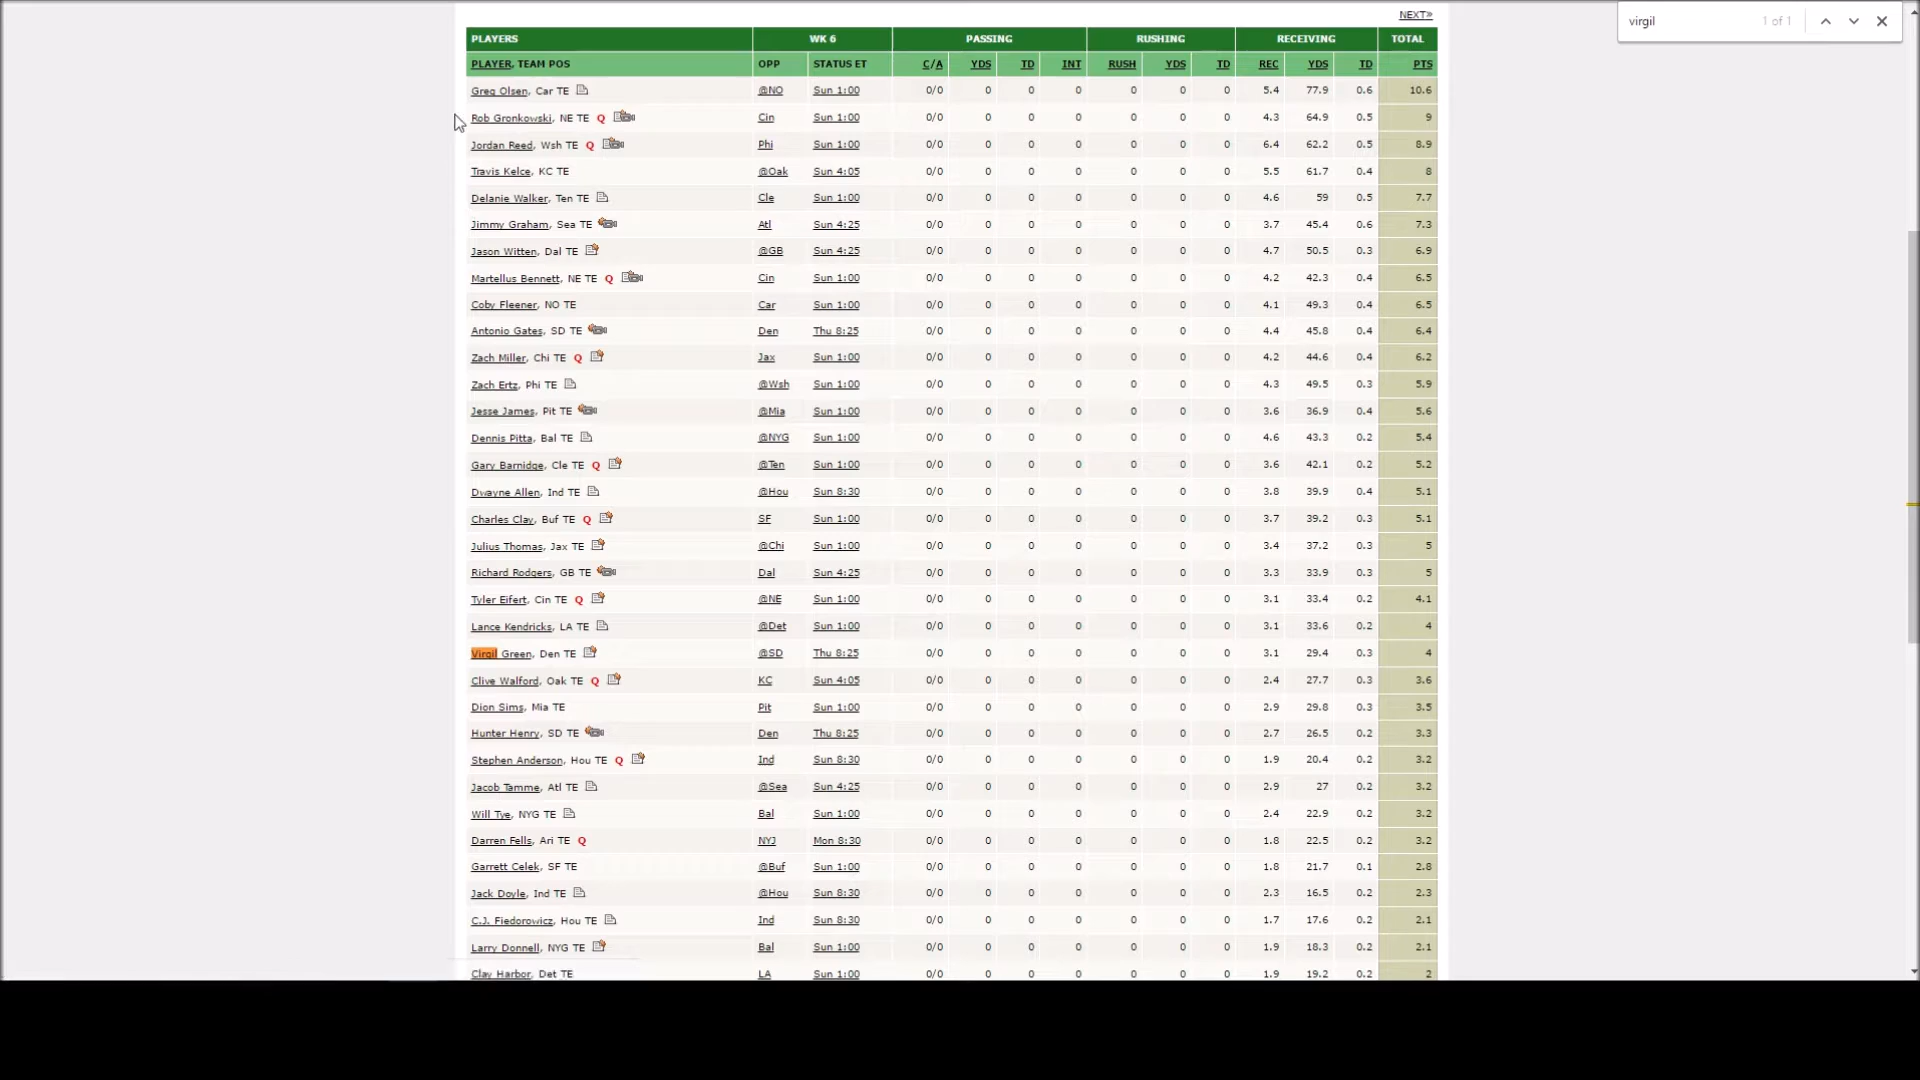 virgil 1 of 1
NEXT»
PLAYERS WK 6 PASSING RUSHING RECEIVING TOTAL
PLAYER, TEAM POS OPP STATUS ET C/A YDS TD INT RUSH YDS TD REC YDS TD PTS
Greg Olsen, Car TE @NO Sun 1:00 0/0 0 0 0 0 0 0 5.4 77.9 0.6 10.6
Rob Gronkowski, NE TE Q Cin Sun 1:00 0/0 0 0 0 0 0 0 4.3 64.9 0.5 9
Jordan Reed, Wsh TE Q Phi Sun 1:00 0/0 0 0 0 0 0 0 6.4 62.2 0.5 8.9
Travis Kelce, KC TE @Oak Sun 4:05 0/0 0 0 0 0 0 0 5.5 61.7 0.4 8
Delanie Walker, Ten TE Cle Sun 1:00 0/0 0 0 0 0 0 0 4.6 59 0.5 7.7
Jimmy Graham, Sea TE Atl Sun 4:25 0/0 0 0 0 0 0 0 3.7 45.4 0.6 7.3
Jason Witten, Dal TE @GB Sun 4:25 0/0 0 0 0 0 0 0 4.7 50.5 0.3 6.9
Martellus Bennett, NE TE Q Cin Sun 1:00 0/0 0 0 0 0 0 0 4.2 42.3 0.4 6.5
Coby Fleener, NO TE Car Sun 1:00 0/0 0 0 0 0 0 0 4.1 49.3 0.4 6.5
Antonio Gates, SD TE Den Thu 8:25 0/0 0 0 0 0 0 0 4.4 45.8 0.4 6.4
Zach Miller, Chi TE Q Jax Sun 1:00 0/0 0 0 0 0 0 0 4.2 44.6 0.4 6.2
Zach Ertz, Phi TE @Wsh Sun 1:00 0/0 0 0 0 0 0 0 4.3 49.5 0.3 5.9
Jesse James, Pit TE @Mia Sun 1:00 0/0 0 0 0 0 0 0 3.6 36.9 0.4 5.6
Dennis Pitta, Bal TE @NYG Sun 1:00 0/0 0 0 0 0 0 0 4.6 43.3 0.2 5.4
Gary Barnidge, Cle TE Q @Ten Sun 1:00 0/0 0 0 0 0 0 0 3.6 42.1 0.2 5.2
Dwayne Allen, Ind TE @Hou Sun 8:30 0/0 0 0 0 0 0 0 3.8 39.9 0.4 5.1
Charles Clay, Buf TE Q SF Sun 1:00 0/0 0 0 0 0 0 0 3.7 39.2 0.3 5.1
Julius Thomas, Jax TE @Chi Sun 1:00 0/0 0 0 0 0 0 0 3.4 37.2 0.3 5
Richard Rodgers, GB TE Dal Sun 4:25 0/0 0 0 0 0 0 0 3.3 33.9 0.3 5
Tyler Eifert, Cin TE Q @NE Sun 1:00 0/0 0 0 0 0 0 0 3.1 33.4 0.2 4.1
Lance Kendricks, LA TE @Det Sun 1:00 0/0 0 0 0 0 0 0 3.1 33.6 0.2 4
Virgil Green, Den TE @SD Thu 8:25 0/0 0 0 0 0 0 0 3.1 29.4 0.3 4
Clive Walford, Oak TE Q KC Sun 4:05 0/0 0 0 0 0 0 0 2.4 27.7 0.3 3.6
Dion Sims, Mia TE Pit Sun 1:00 0/0 0 0 0 0 0 0 2.9 29.8 0.3 3.5
Hunter Henry, SD TE Den Thu 8:25 0/0 0 0 0 0 0 0 2.7 26.5 0.2 3.3
Stephen Anderson, Hou TE Q Ind Sun 8:30 0/0 0 0 0 0 0 0 1.9 20.4 0.2 3.2
Jacob Tamme, Atl TE @Sea Sun 4:25 0/0 0 0 0 0 0 0 2.9 27 0.2 3.2
Will Tye, NYG TE Bal Sun 1:00 0/0 0 0 0 0 0 0 2.4 22.9 0.2 3.2
Darren Fells, Ari TE Q NYJ Mon 8:30 0/0 0 0 0 0 0 0 1.8 22.5 0.2 3.2
Garrett Celek, SF TE @Buf Sun 1:00 0/0 0 0 0 0 0 0 1.8 21.7 0.1 2.8
Jack Doyle, Ind TE @Hou Sun 8:30 0/0 0 0 0 0 0 0 2.3 16.5 0.2 2.3
C.J. Fiedorowicz, Hou TE Ind Sun 8:30 0/0 0 0 0 0 0 0 1.7 17.6 0.2 2.1
Larry Donnell, NYG TE Bal Sun 1:00 0/0 0 0 0 0 0 0 1.9 18.3 0.2 2.1
Clay Harbor, Det TE LA Sun 1:00 0/0 0 0 0 0 0 0 1.9 19.2 0.2 2